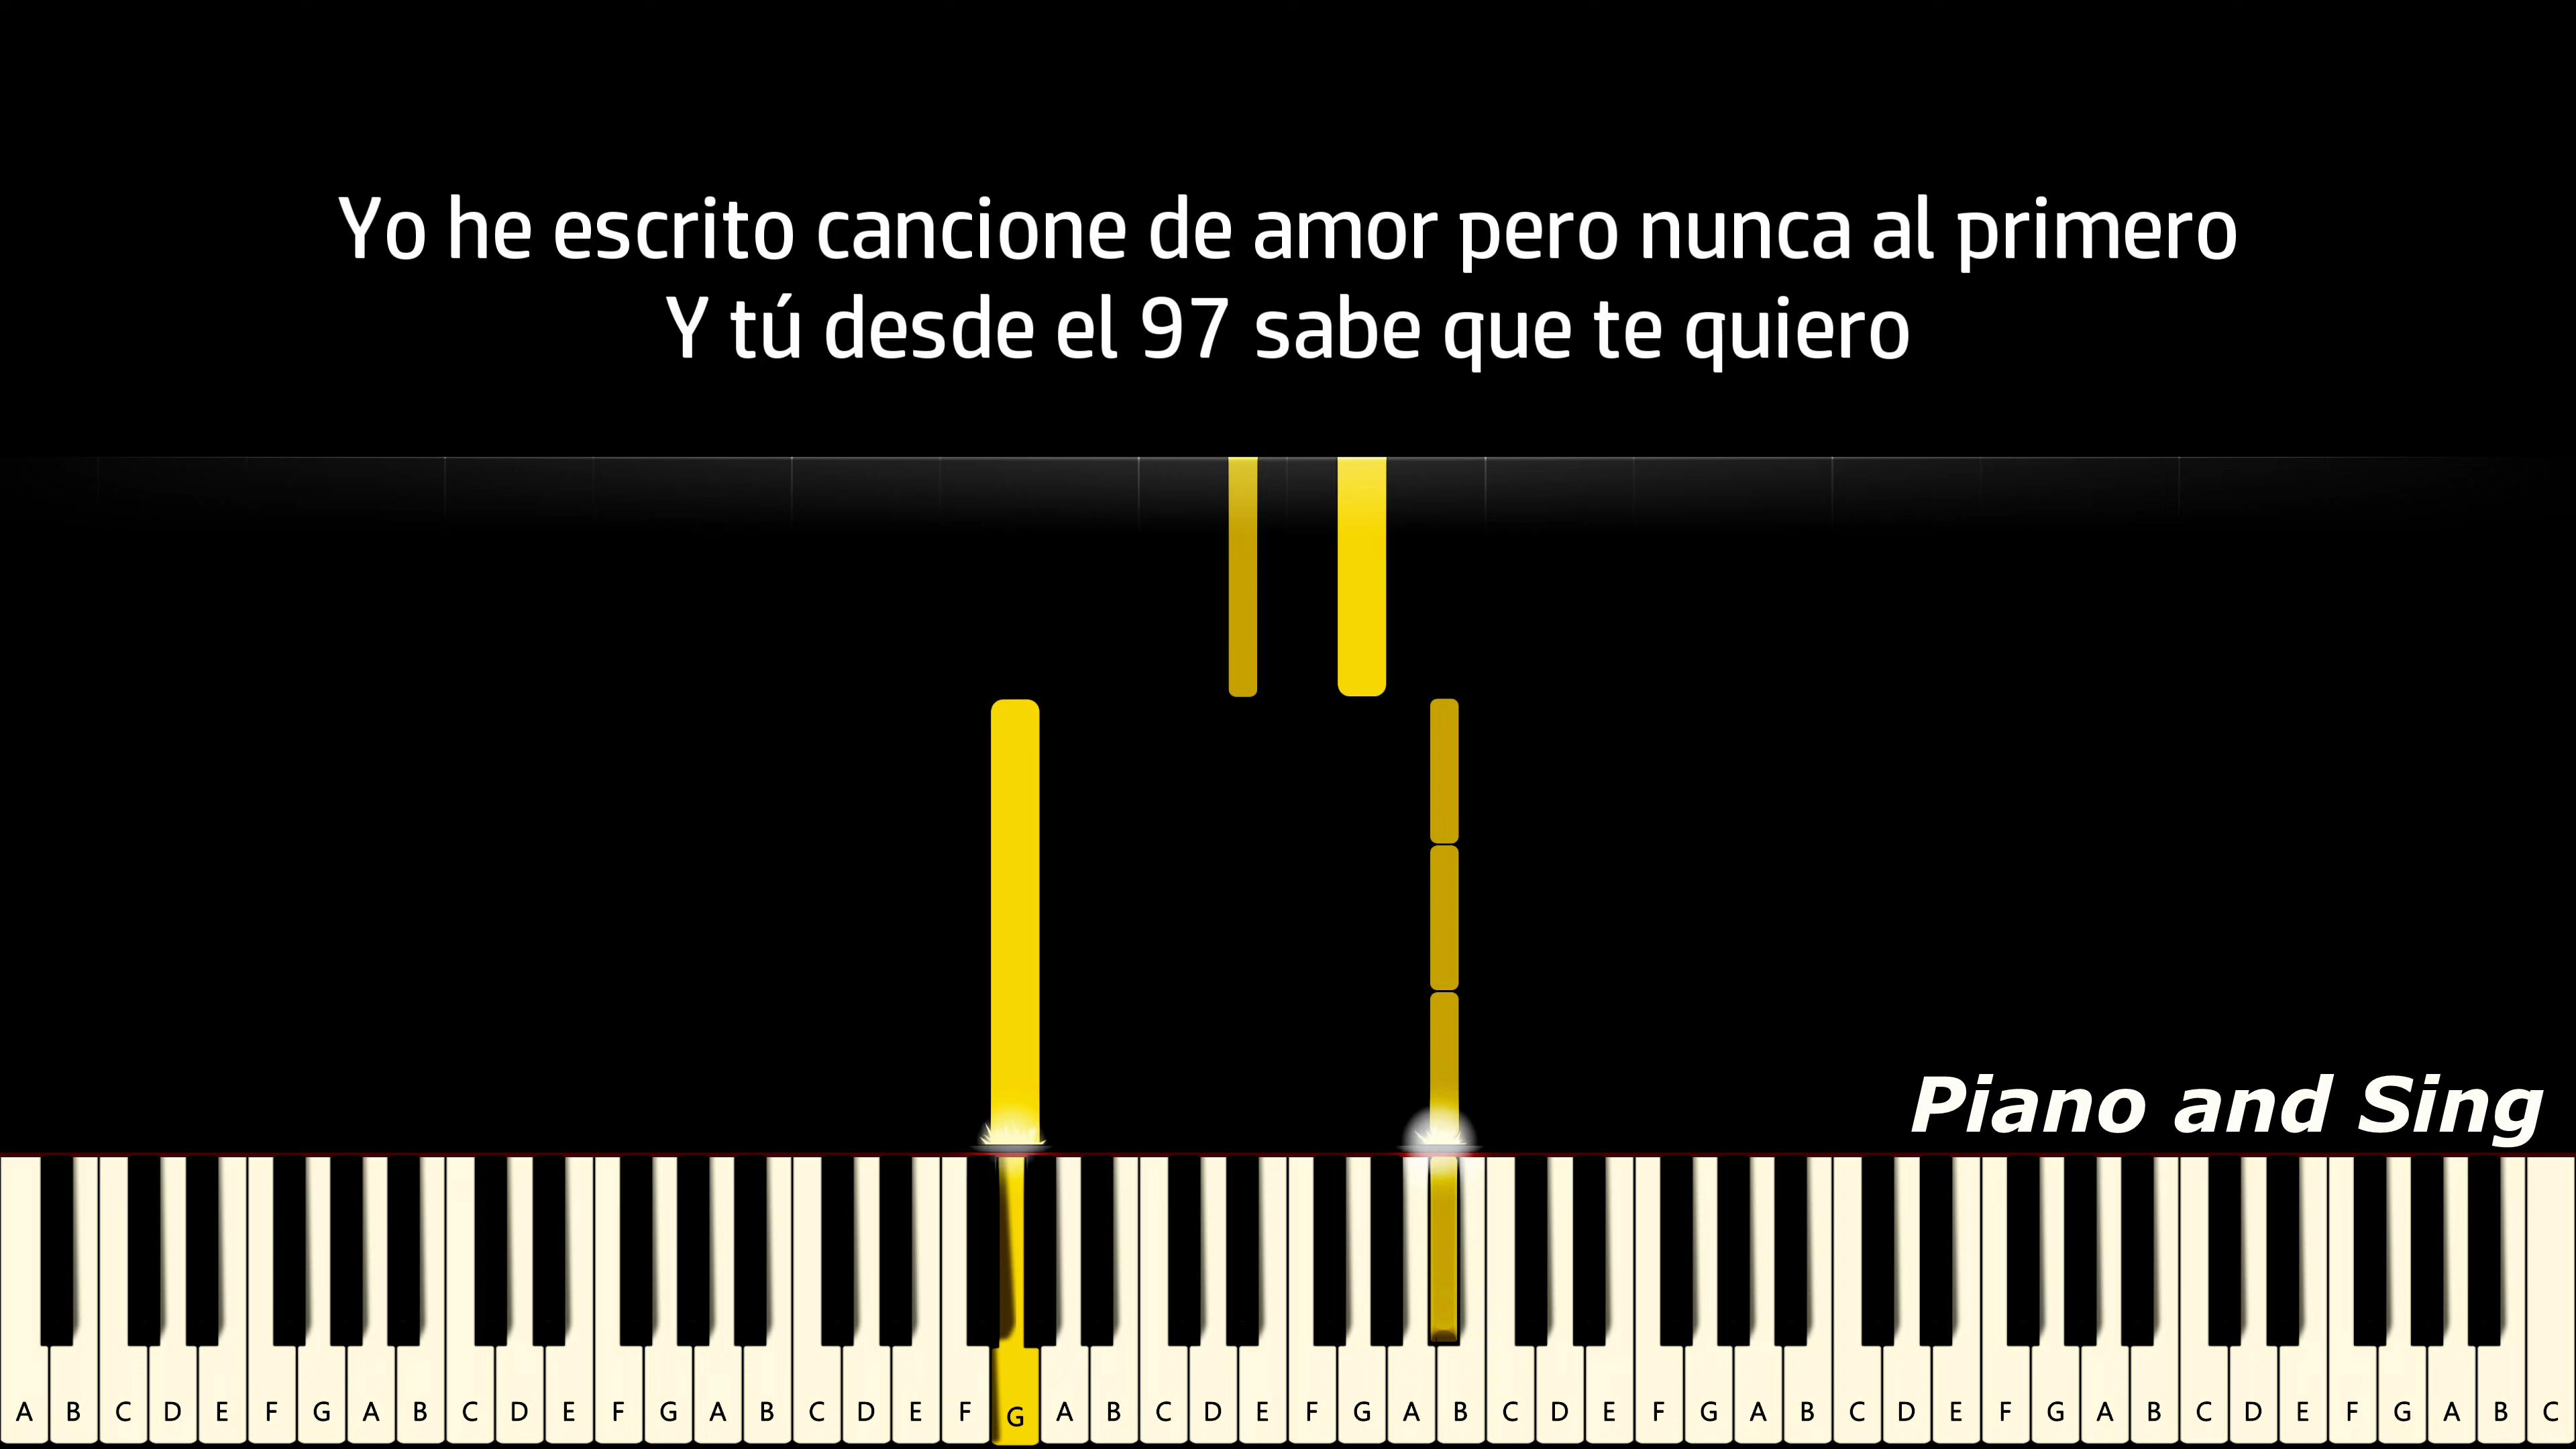 Yo he escrito cancione de amor pero nunca al primero
Y tú desde el 97 sabe que te quiero
Piano and Sing
A B C D E F G A B C D E F G A B C D E F G A B C D E F G A B C D E F G A B C D E F G A B C D E F G A B C